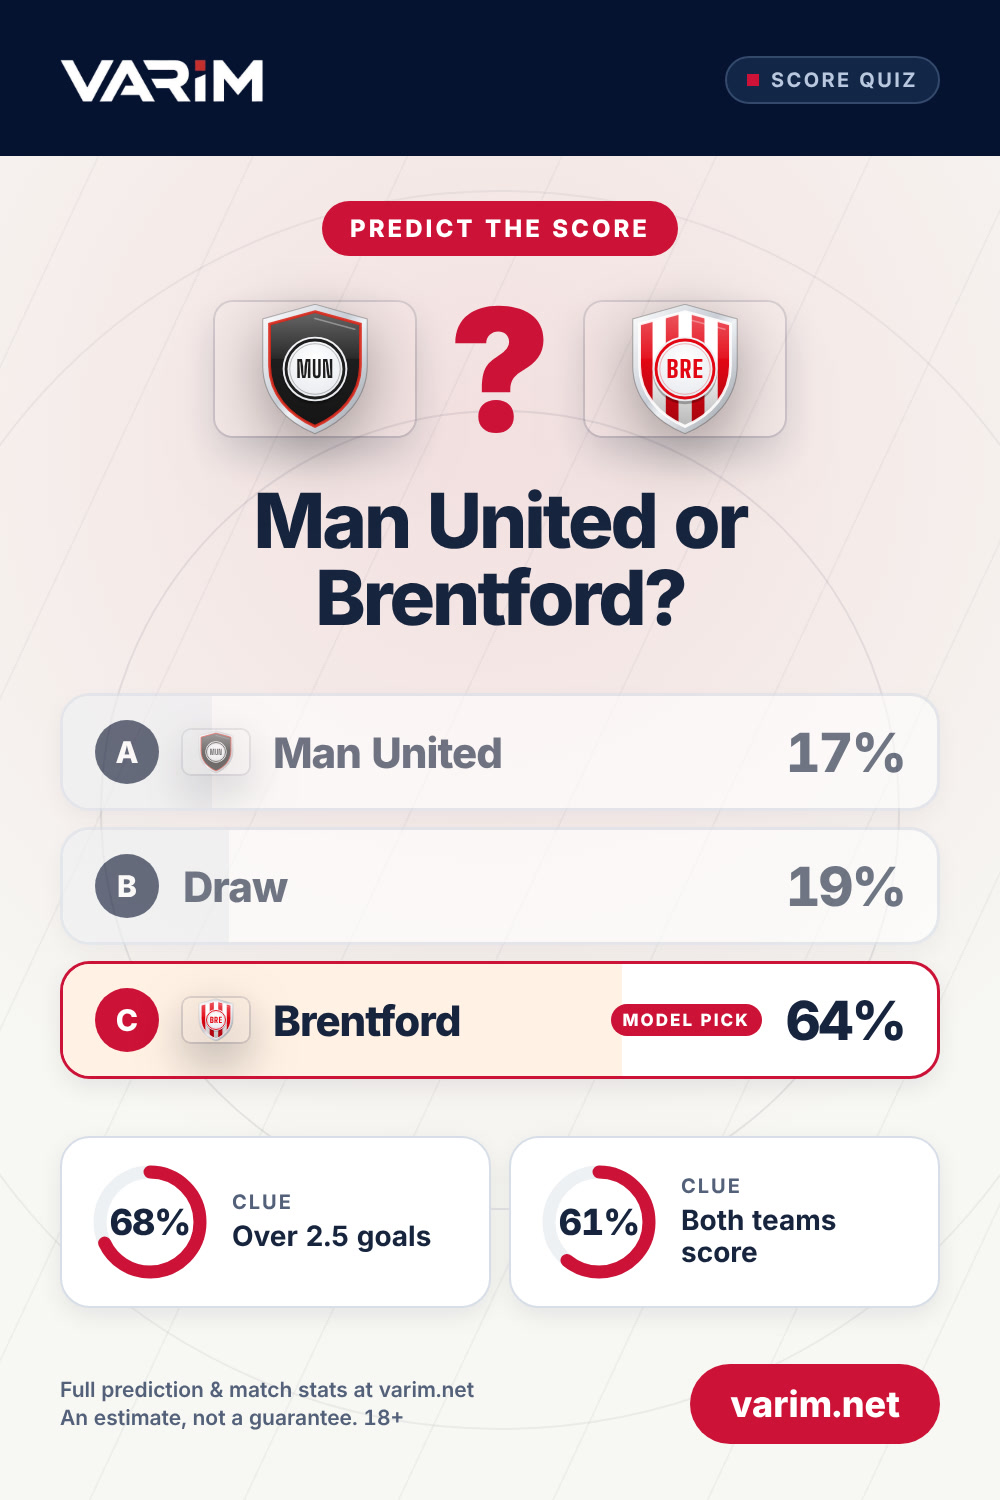 VARiM
SCORE QUIZ
PREDICT THE SCORE
MUN
?
BRE
Man United or
Brentford?
A
MUN
Man United
17%
B
Draw
19%
C
BRE
Brentford
MODEL PICK
64%
68%
CLUE
Over 2.5 goals
61%
CLUE
Both teams
score
Full prediction & match stats at varim.net
An estimate, not a guarantee. 18+
varim.net